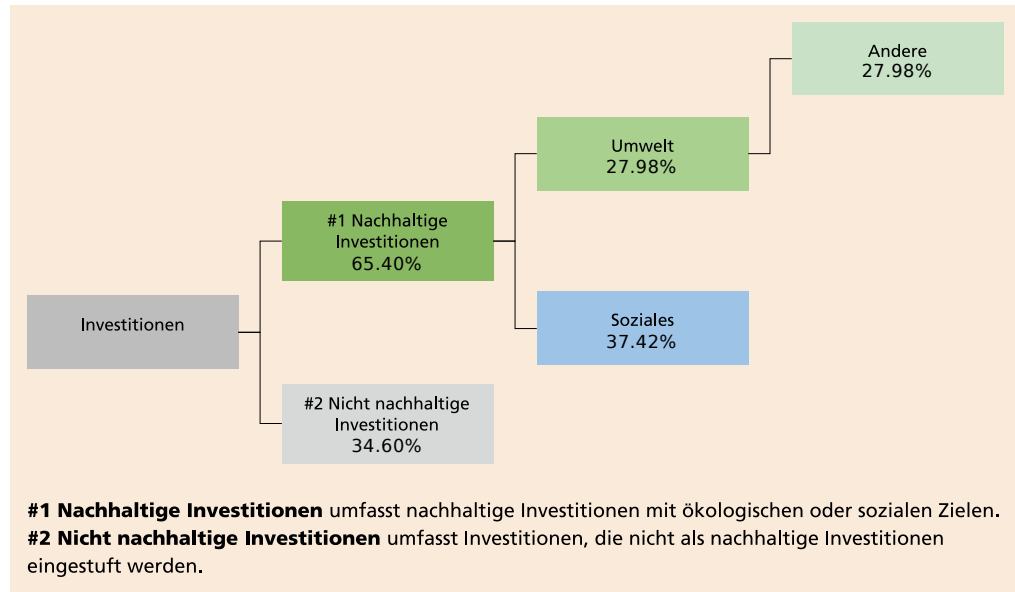 Andere
27.98%
Umwelt
27.98%
#1 Nachhaltige
Investitionen
65.40%
Investitionen
Soziales
37.42%
#2 Nicht nachhaltige
Investitionen
34.60%
#1 Nachhaltige Investitionen umfasst nachhaltige Investitionen mit ökologischen oder sozialen Zielen.
#2 Nicht nachhaltige Investitionen umfasst Investitionen, die nicht als nachhaltige Investitionen
eingestuft werden.